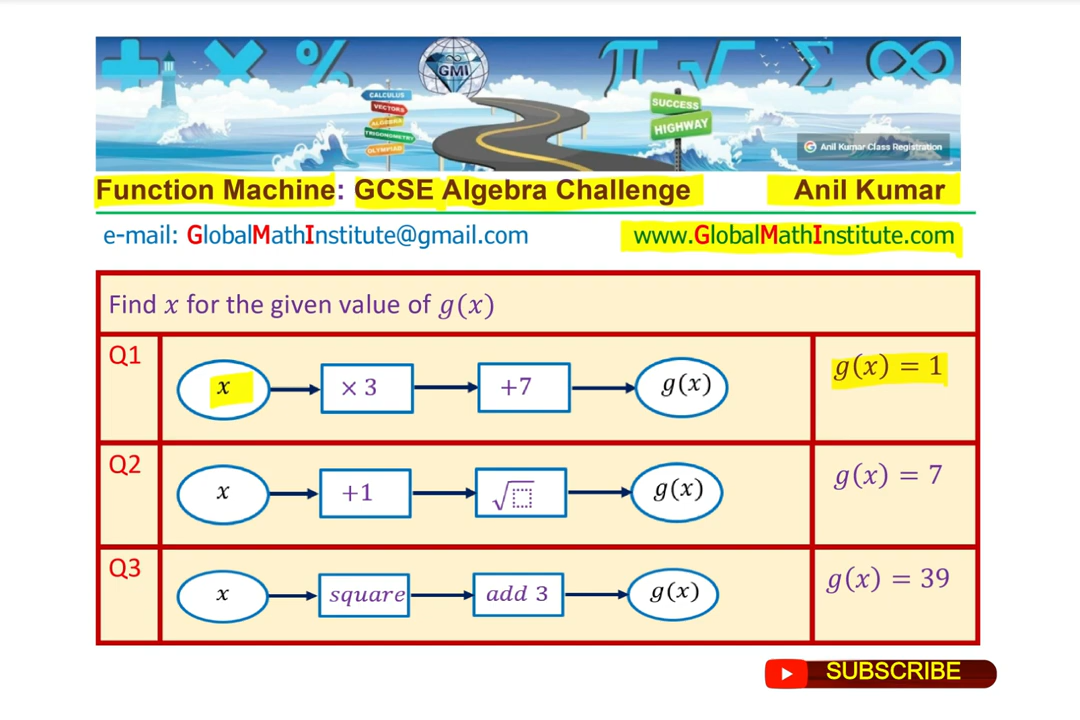 GMI
CALCULUS
VECTORS
ALGEBRA
TRIGONOMETRY
OLYMPIAD
SUCCESS
HIGHWAY
Anil Kumar Class Registration
Function Machine: GCSE Algebra Challenge Anil Kumar
e-mail: GlobalMathInstitute@gmail.com www.GlobalMathInstitute.com
Find x for the given value of g(x)
Q1 x × 3 +7 g(x) g(x) = 1
Q2 x +1 √ g(x) g(x) = 7
Q3 x square add 3 g(x) g(x) = 39
SUBSCRIBE